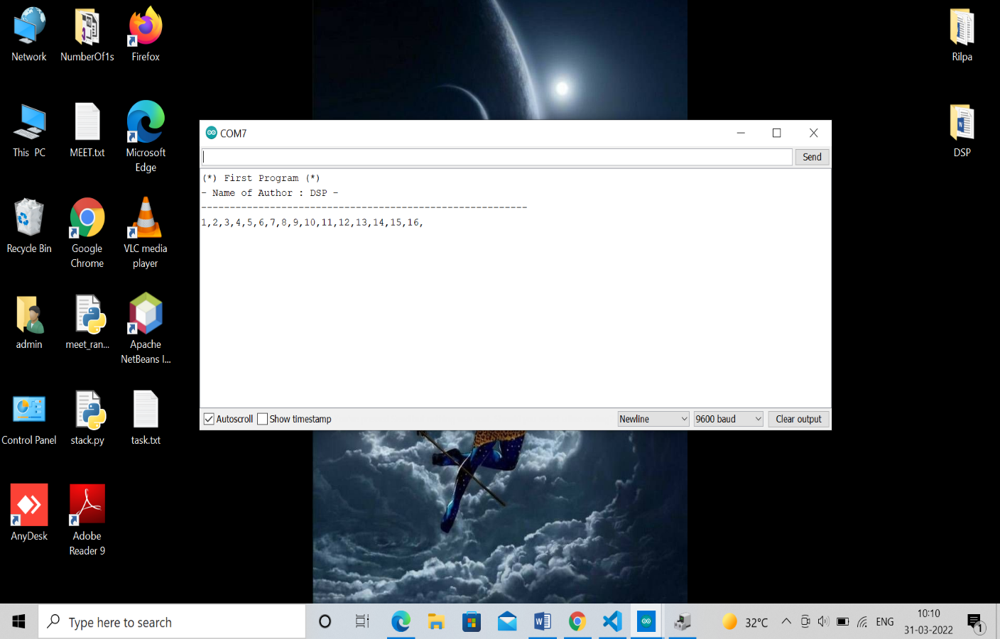 Network
NumberOf1s
Firefox
Rilpa
This PC
MEET.txt
Microsoft
Edge
DSP
Recycle Bin
Google
Chrome
VLC media
player
admin
meet_ran...
Apache
NetBeans I...
Control Panel
stack.py
task.txt
AnyDesk
Adobe
Reader 9
COM7
Send
(*) First Program (*)
- Name of Author : DSP -
---------------------------------------------------------
1,2,3,4,5,6,7,8,9,10,11,12,13,14,15,16,
Autoscroll
Show timestamp
Newline
9600 baud
Clear output
Type here to search
32°C
ENG
10:10
31-03-2022
1